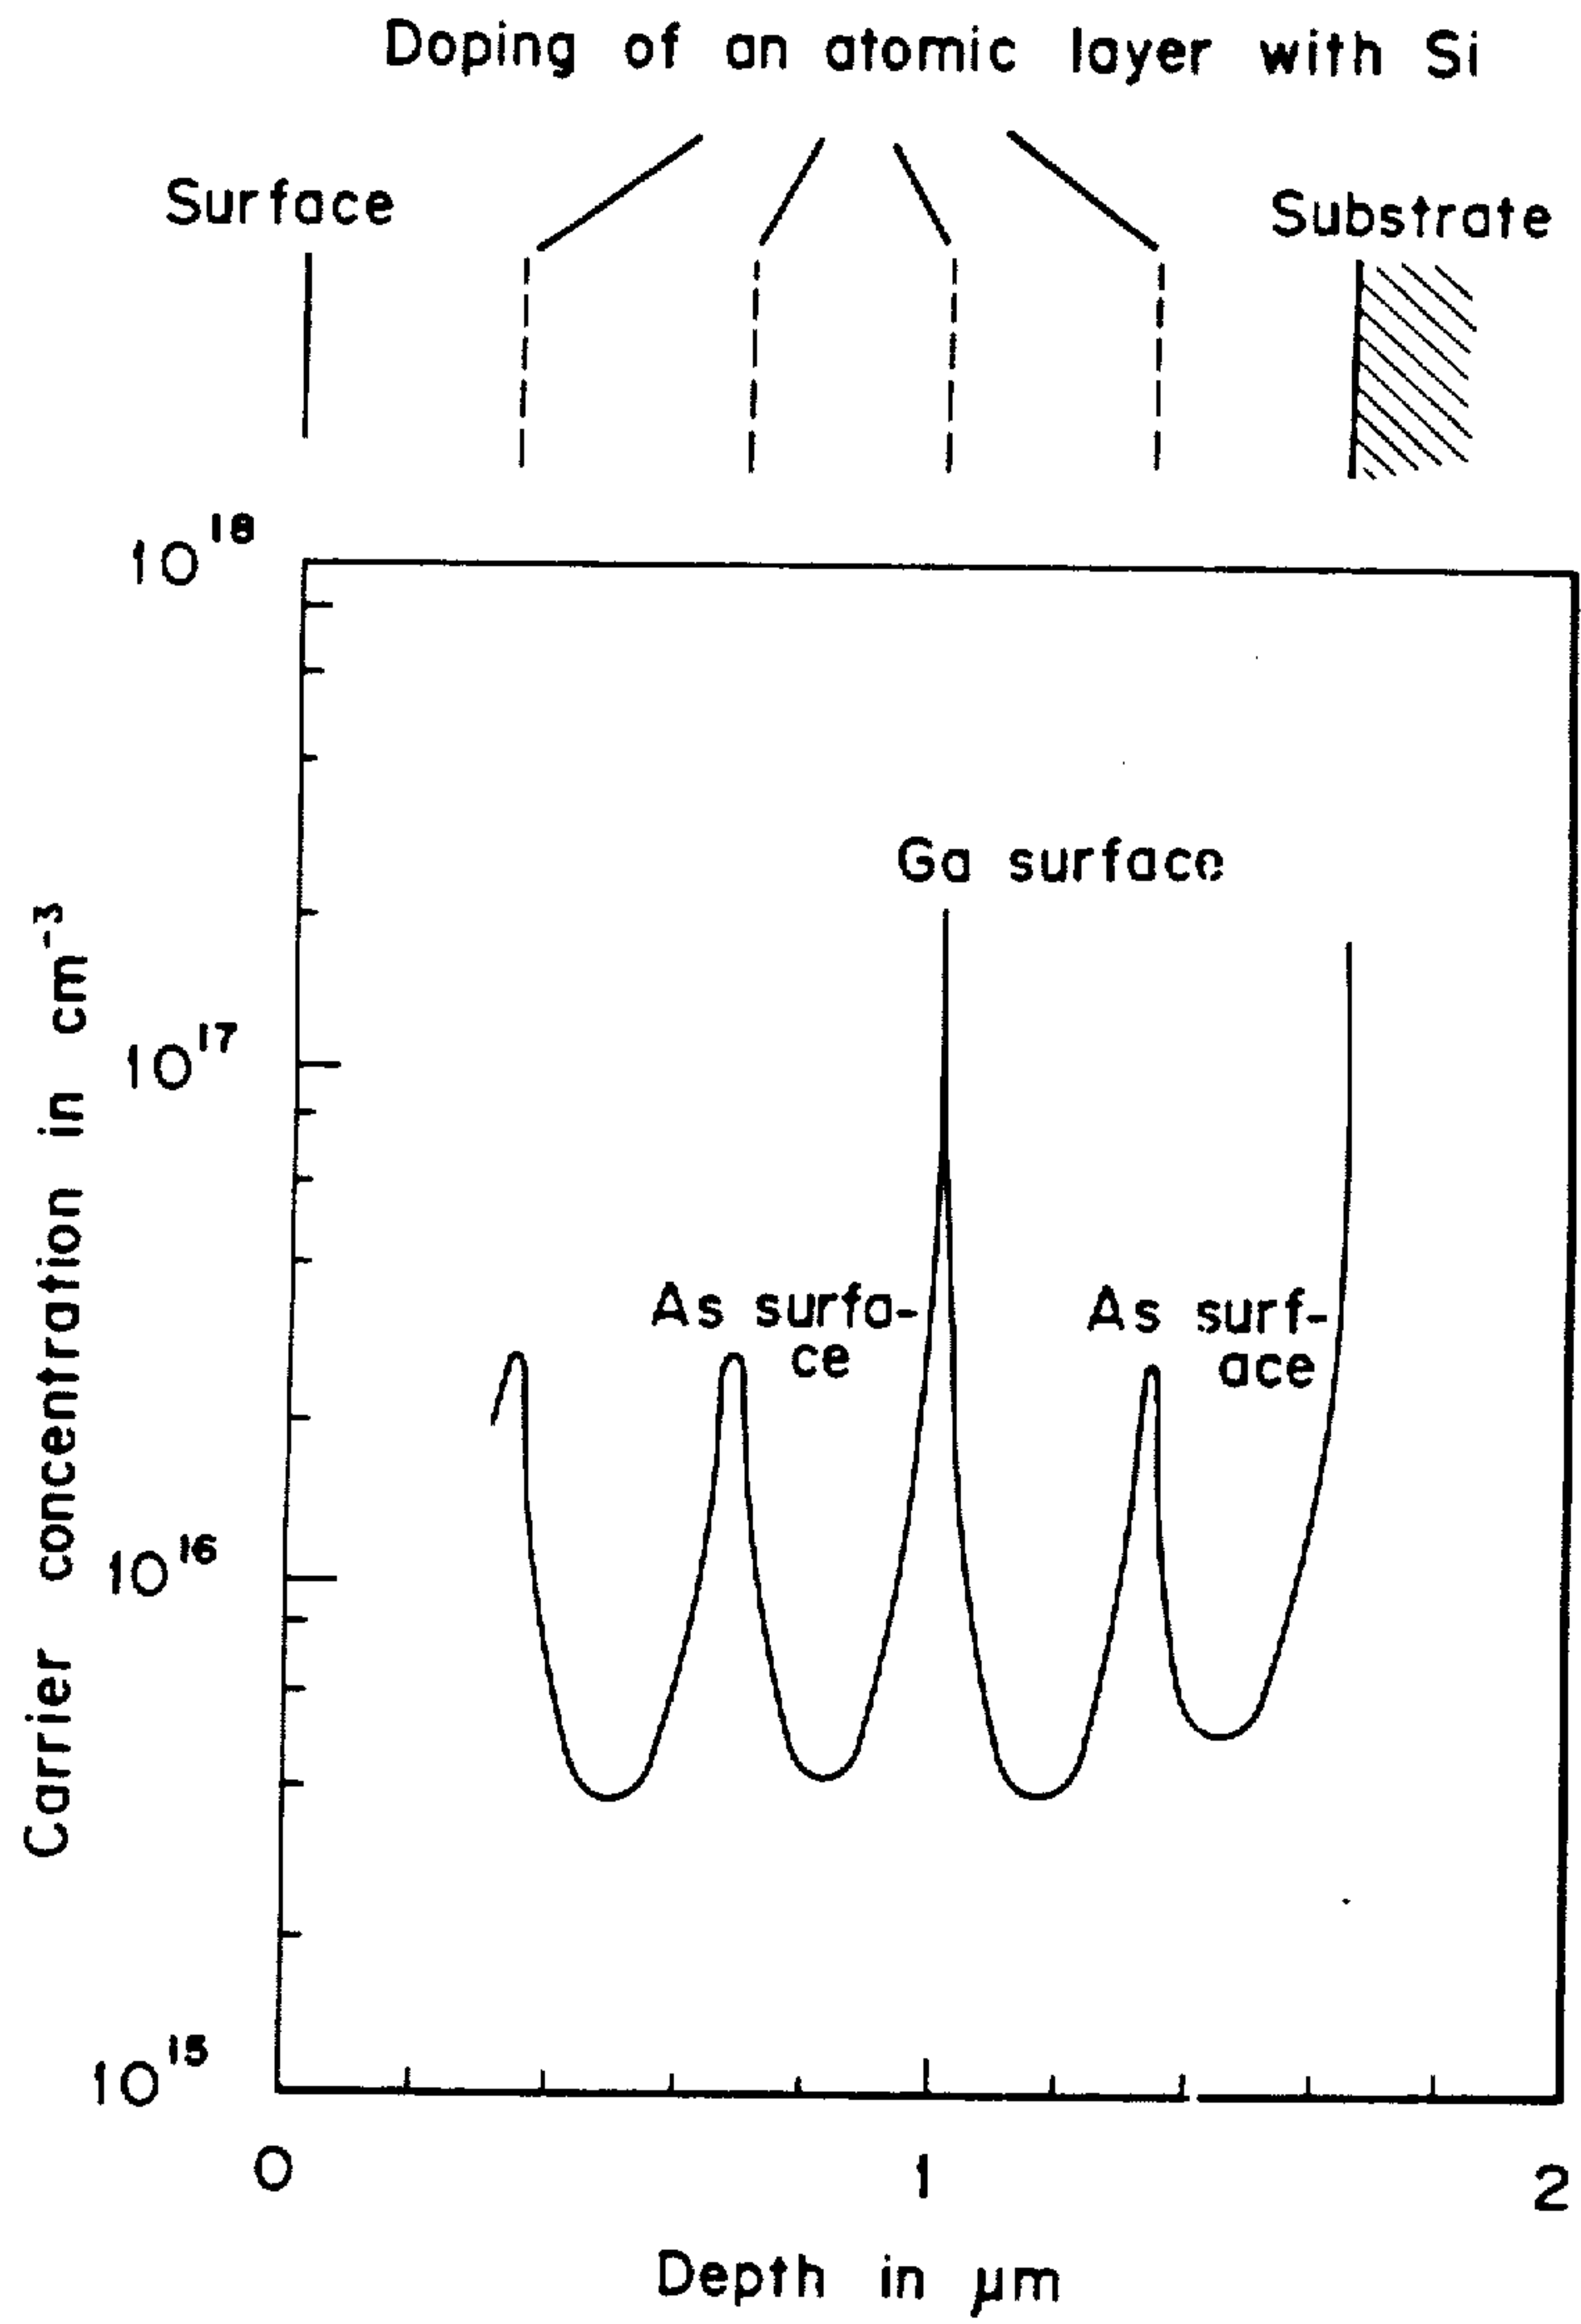 Doping of an atomic layer with Si
Surface
Substrate
10^18
Ga surface
10^17
As surfa-
ce
As surf-
ace
10^16
10^15
Carrier concentration in cm^-3
0
1
2
Depth in μm